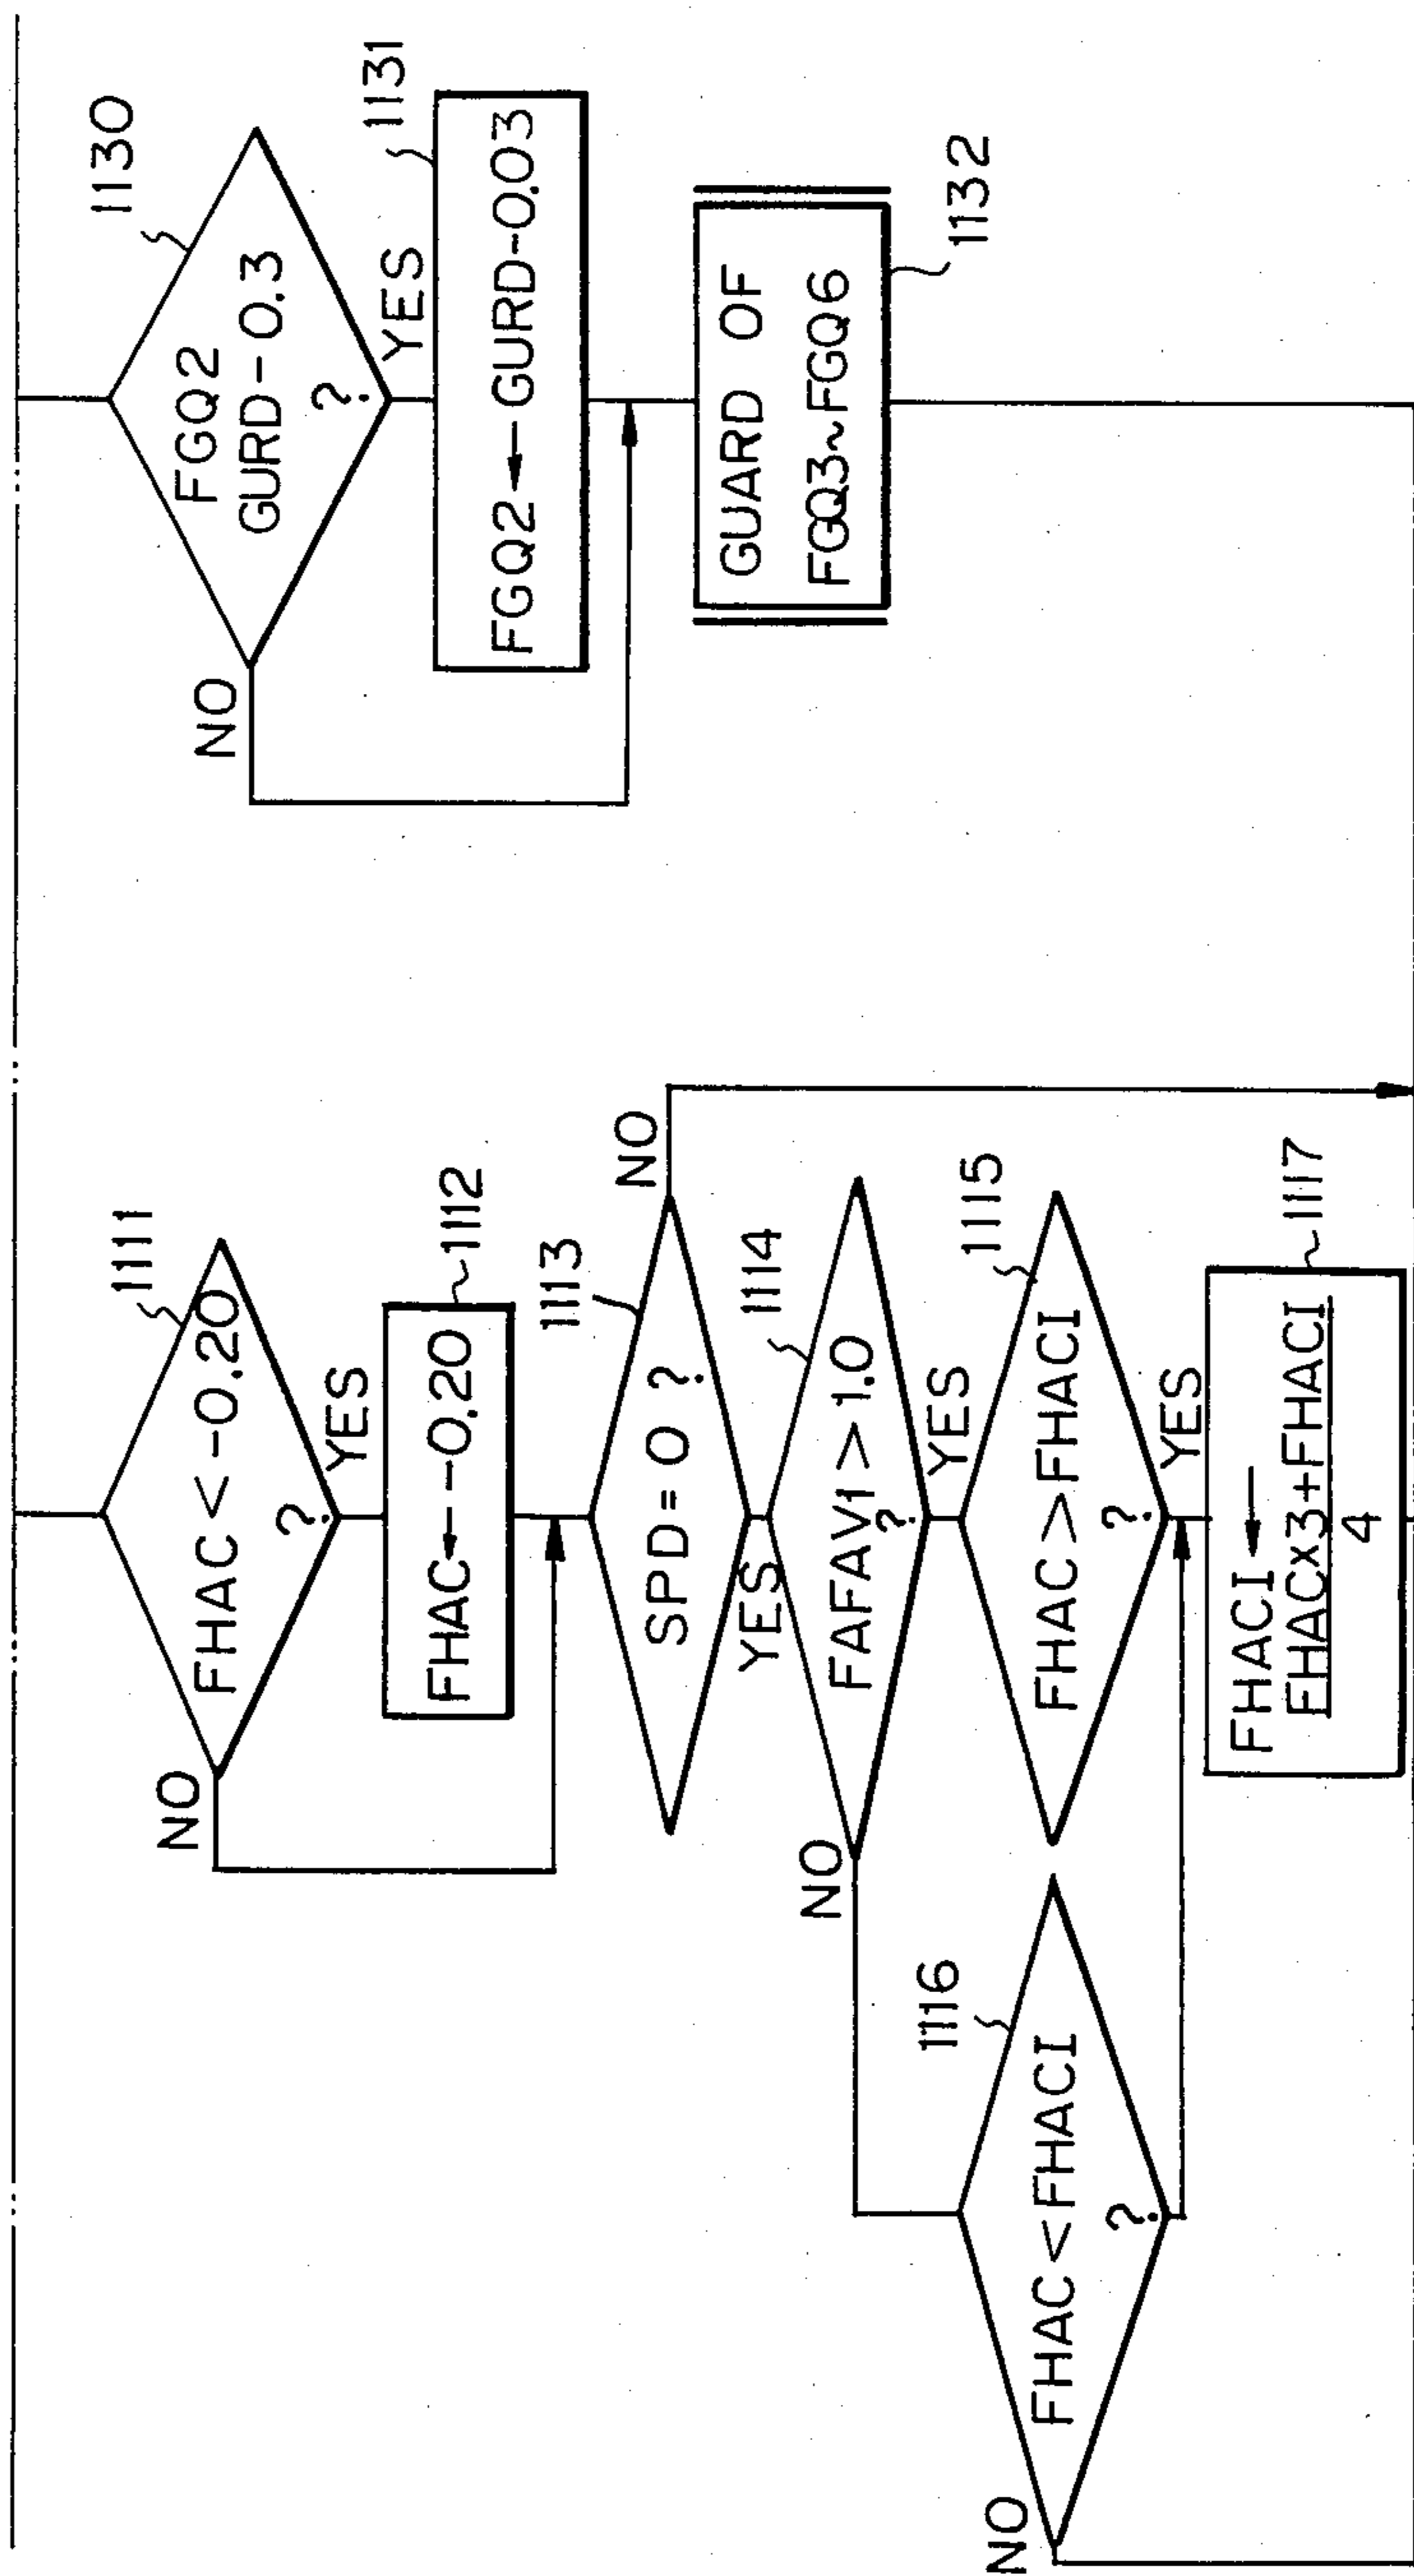 1111
FHAC < -0.20
?
NO
YES
1112
FHAC ← -0.20
1113
SPD = 0 ?
NO
YES
1114
FAFAV1 > 1.0
?
NO
YES
1115
FHAC > FHACI
?
YES
1116
FHAC < FHACI
?
NO
1117
FHACI ←
FHAC×3+FHACI
4
1130
FGQ2
GURD - 0.3
?
NO
YES
1131
FGQ2 ← GURD-0.03
1132
GUARD OF
FGQ3~FGQ6